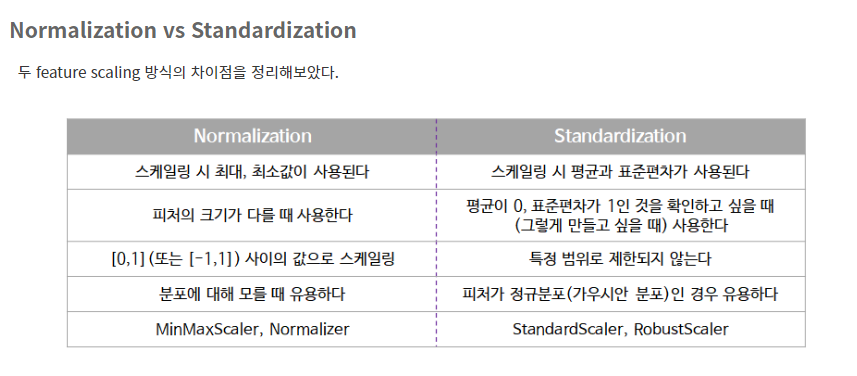 Normalization vs Standardization
두 feature scaling 방식의 차이점을 정리해보았다.
Normalization
Standardization
스케일링 시 최대, 최소값이 사용된다
스케일링 시 평균과 표준편차가 사용된다
피처의 크기가 다를 때 사용한다
평균이 0, 표준편차가 1인 것을 확인하고 싶을 때
(그렇게 만들고 싶을 때) 사용한다
[0,1](또는 [-1,1]) 사이의 값으로 스케일링
특정 범위로 제한되지 않는다
분포에 대해 모를 때 유용하다
피처가 정규분포(가우시안 분포)인 경우 유용하다
MinMaxScaler, Normalizer
StandardScaler, RobustScaler